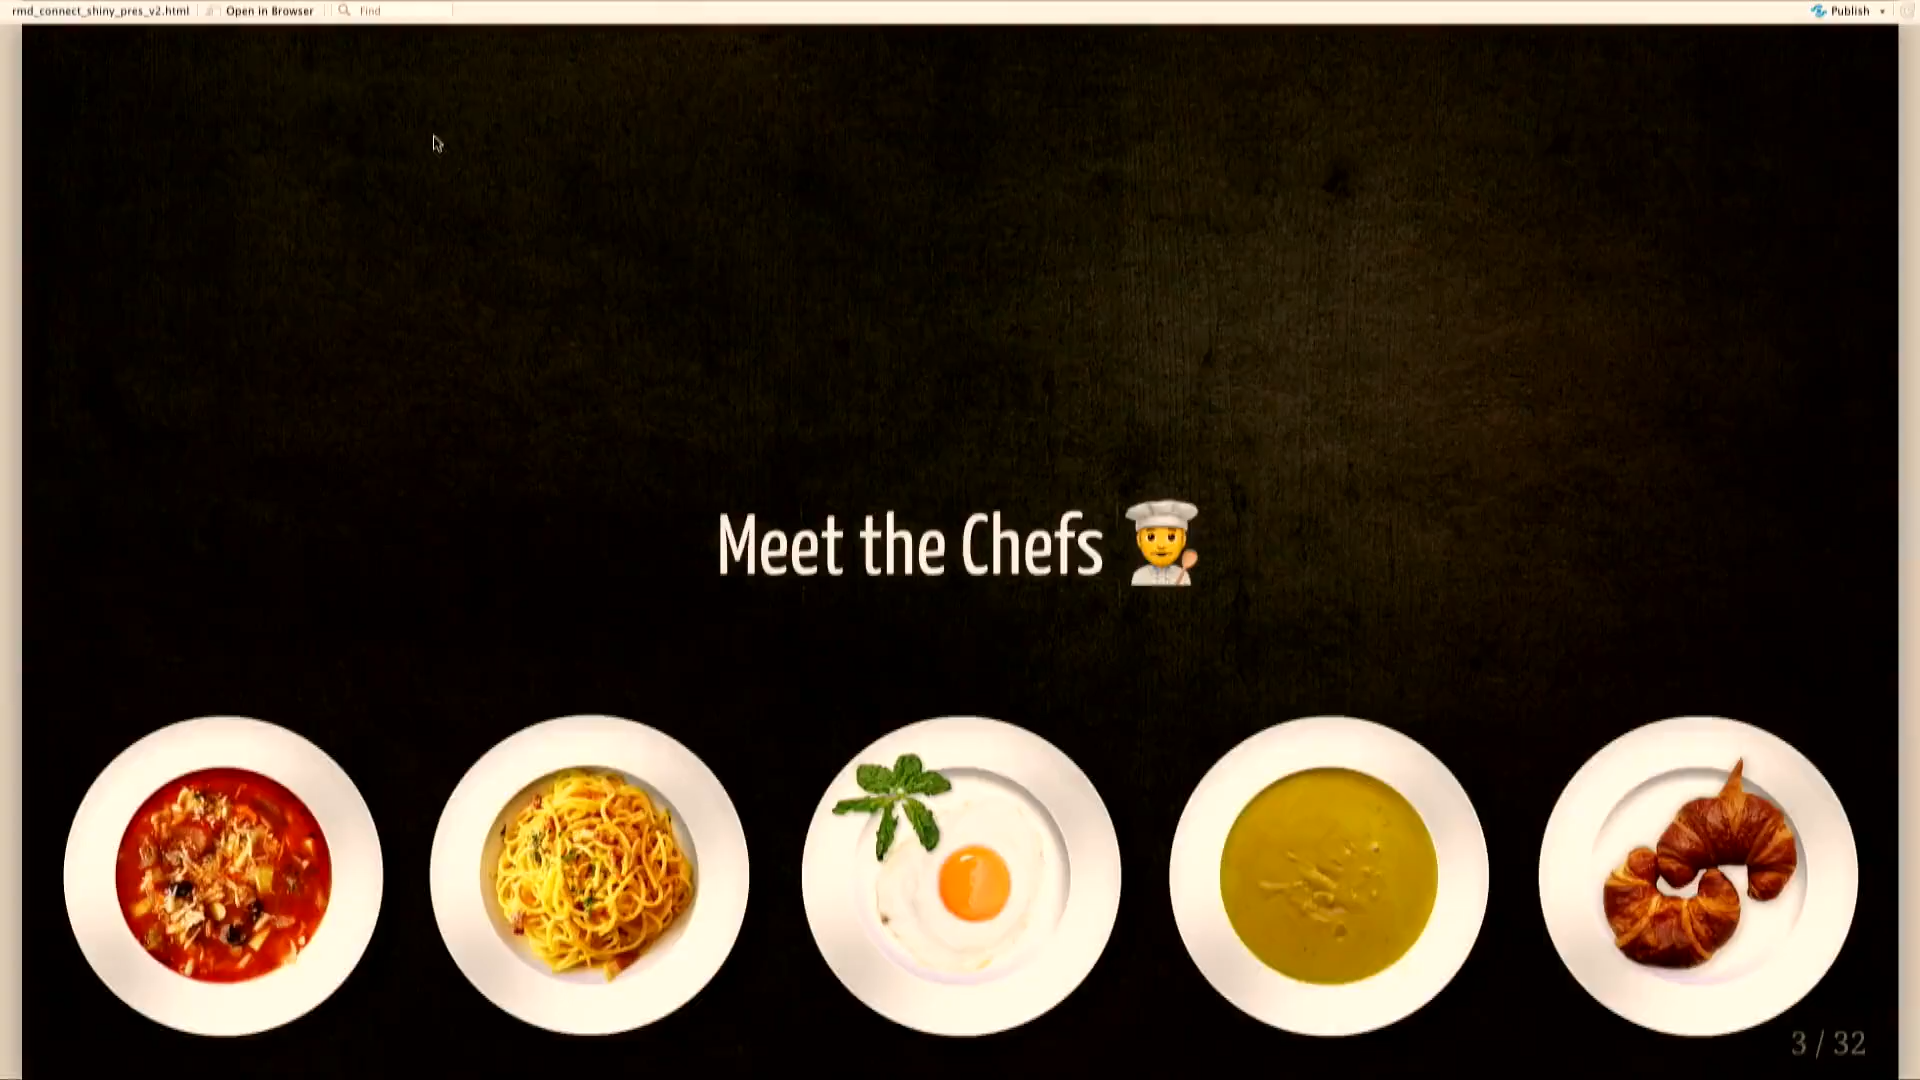 rmd_connect_shiny_pres_v2.html Open in Browser Find Publish
Meet the Chefs
3 / 32